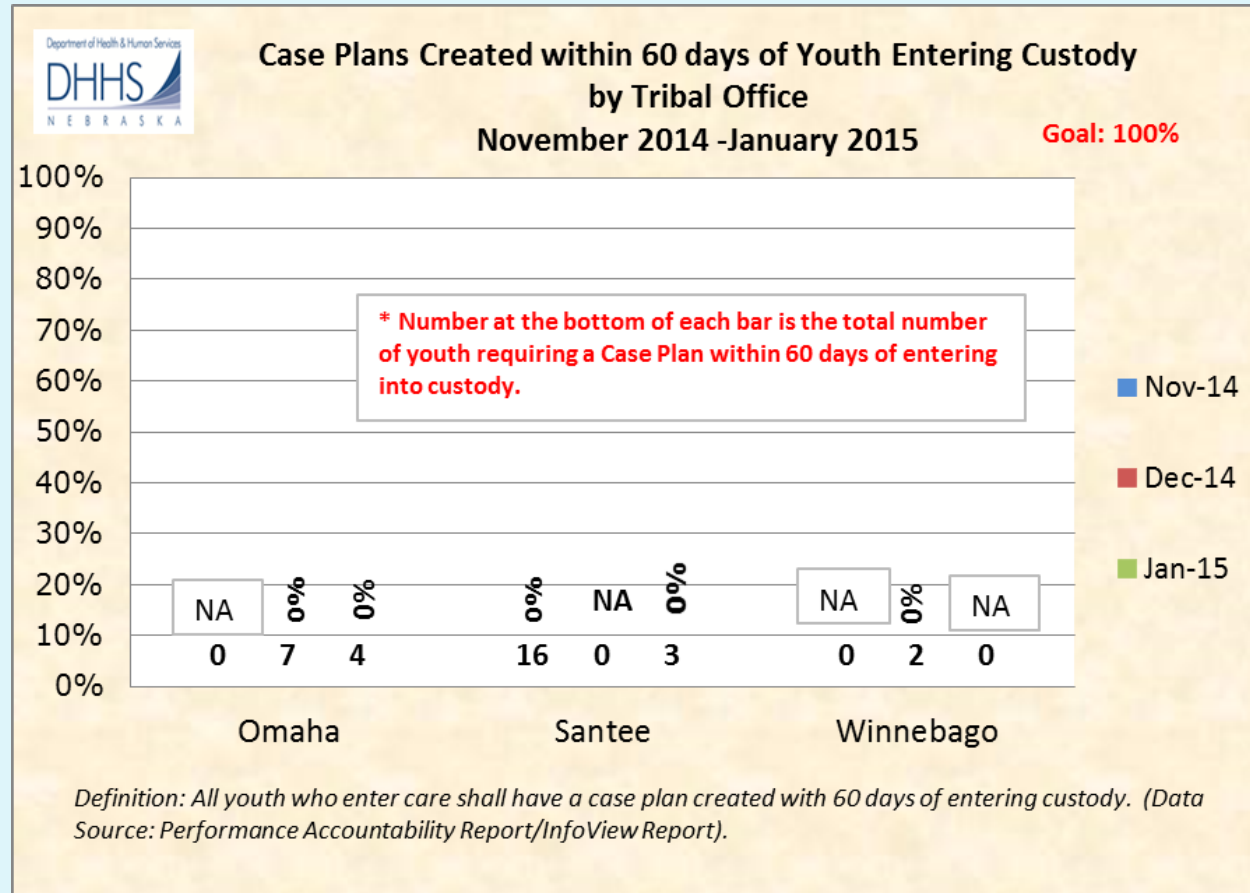 Department of Health & Human Services
DHHS
NEBRASKA
Case Plans Created within 60 days of Youth Entering Custody
by Tribal Office
November 2014 -January 2015
Goal: 100%
100%
90%
80%
70%
60%
50%
40%
30%
20%
10%
0%
* Number at the bottom of each bar is the total number
of youth requiring a Case Plan within 60 days of entering
into custody.
NA 0% 0% 0% NA 0% NA 0% NA
0 7 4 16 0 3 0 2 0
Omaha Santee Winnebago
Nov-14
Dec-14
Jan-15
Definition: All youth who enter care shall have a case plan created with 60 days of entering custody. (Data
Source: Performance Accountability Report/InfoView Report).